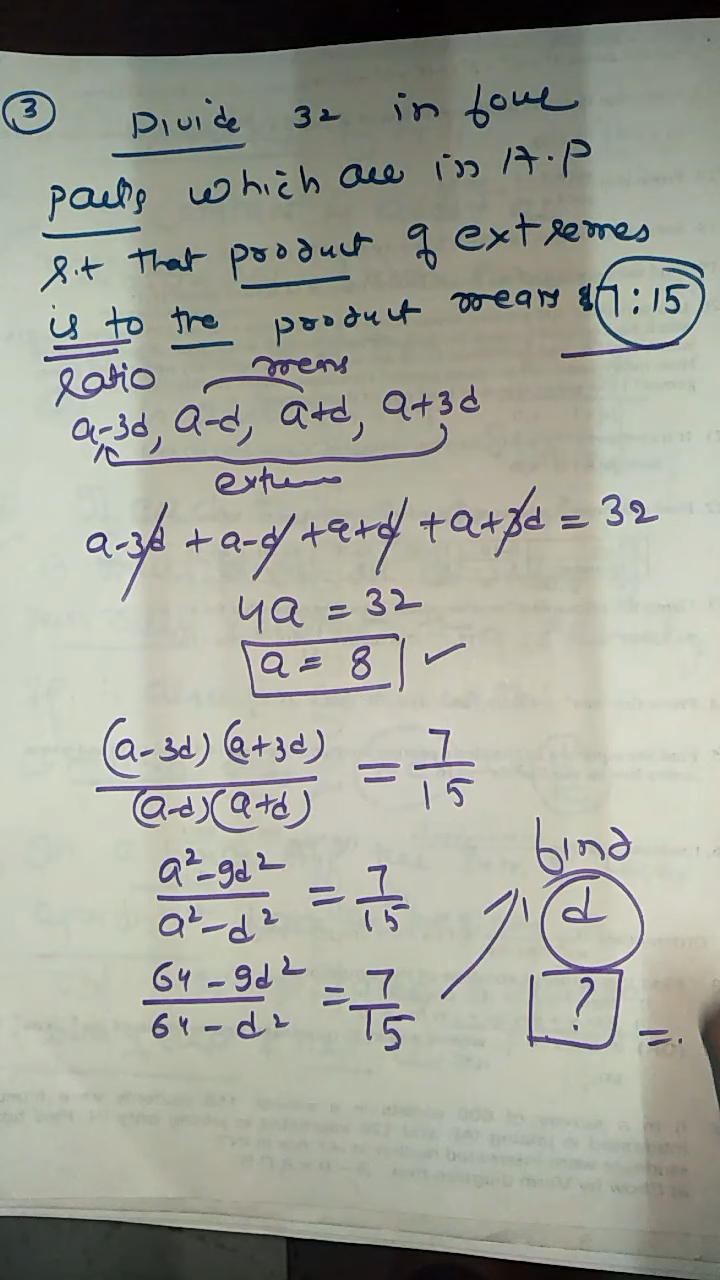 3 Divide 32 in four
parts which are in A.P
s.t that product of extremes
is to the product means 7:15
ratio means
a-3d, a-d, a+d, a+3d
a-3d + a-d + a+d + a+3d = 32
4a = 32
a = 8 ✓
(a-3d) (a+3d) / (a-d)(a+d) = 7/15
find
a²-9d² / a²-d² = 7/15
d
64-9d² / 64-d² = 7/15
?
=